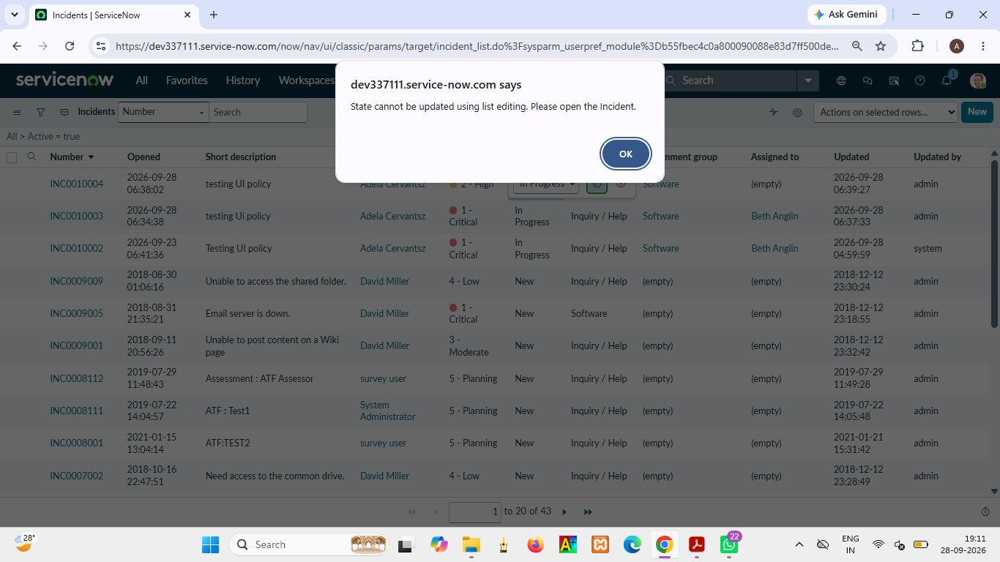 Incidents | ServiceNow
Ask Gemini
https://dev337111.service-now.com/now/nav/ui/classic/params/target/incident_list.do%3Fsysparm_userpref_module%3Db55fbec4c0a800090088e83d7ff500de...
A
servicenow
All Favorites History Workspaces
Search
1
dev337111.service-now.com says
State cannot be updated using list editing. Please open the Incident.
OK
Incidents Number Search
Actions on selected rows... New
All > Active = true
Number Opened Short description Assigned to Updated Updated by
INC0010004 2026-09-28 06:38:02 testing UI policy Adela Cervantsz 2 - High In Progress Software (empty) 2026-09-28 06:39:27 admin
INC0010003 2026-09-28 06:34:38 testing Ui policy Adela Cervantsz 1 - Critical In Progress Inquiry / Help Software Beth Anglin 2026-09-28 06:37:33 admin
INC0010002 2026-09-23 06:41:36 Testing UI policy Adela Cervantsz 1 - Critical In Progress Inquiry / Help Software Beth Anglin 2026-09-28 04:59:59 system
INC0009009 2018-08-30 01:06:16 Unable to access the shared folder. David Miller 4 - Low New Inquiry / Help (empty) (empty) 2018-12-12 23:30:24 admin
INC0009005 2018-08-31 21:35:21 Email server is down. David Miller 1 - Critical New Software (empty) (empty) 2018-12-12 23:18:55 admin
INC0009001 2018-09-11 20:56:26 Unable to post content on a Wiki page David Miller 3 - Moderate New Inquiry / Help (empty) (empty) 2018-12-12 23:32:42 admin
INC0008112 2019-07-29 11:48:43 Assessment : ATF Assessor survey user 5 - Planning New Inquiry / Help (empty) (empty) 2019-07-29 11:49:28 admin
INC0008111 2019-07-22 14:04:57 ATF : Test1 System Administrator 5 - Planning New Inquiry / Help (empty) (empty) 2019-07-22 14:05:48 admin
INC0008001 2021-01-15 13:04:14 ATF:TEST2 survey user 5 - Planning New Inquiry / Help (empty) (empty) 2021-01-21 15:31:42 admin
INC0007002 2018-10-16 22:47:51 Need access to the common drive. David Miller 4 - Low New Inquiry / Help (empty) (empty) 2018-12-12 23:28:49 admin
1 to 20 of 43
28°
Search
22
ENG
IN
19:11
28-09-2026